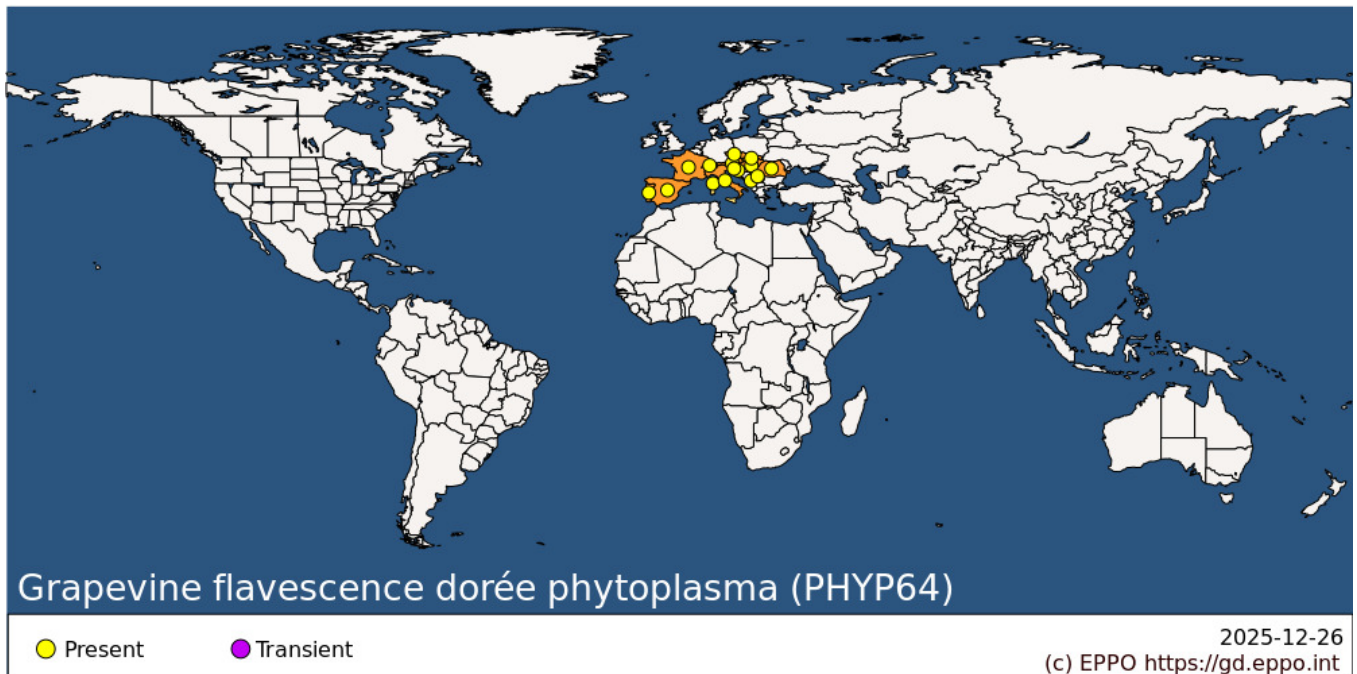 Grapevine flavescence dorée phytoplasma (PHYP64)
Present
Transient
2025-12-26
(c) EPPO https://gd.eppo.int